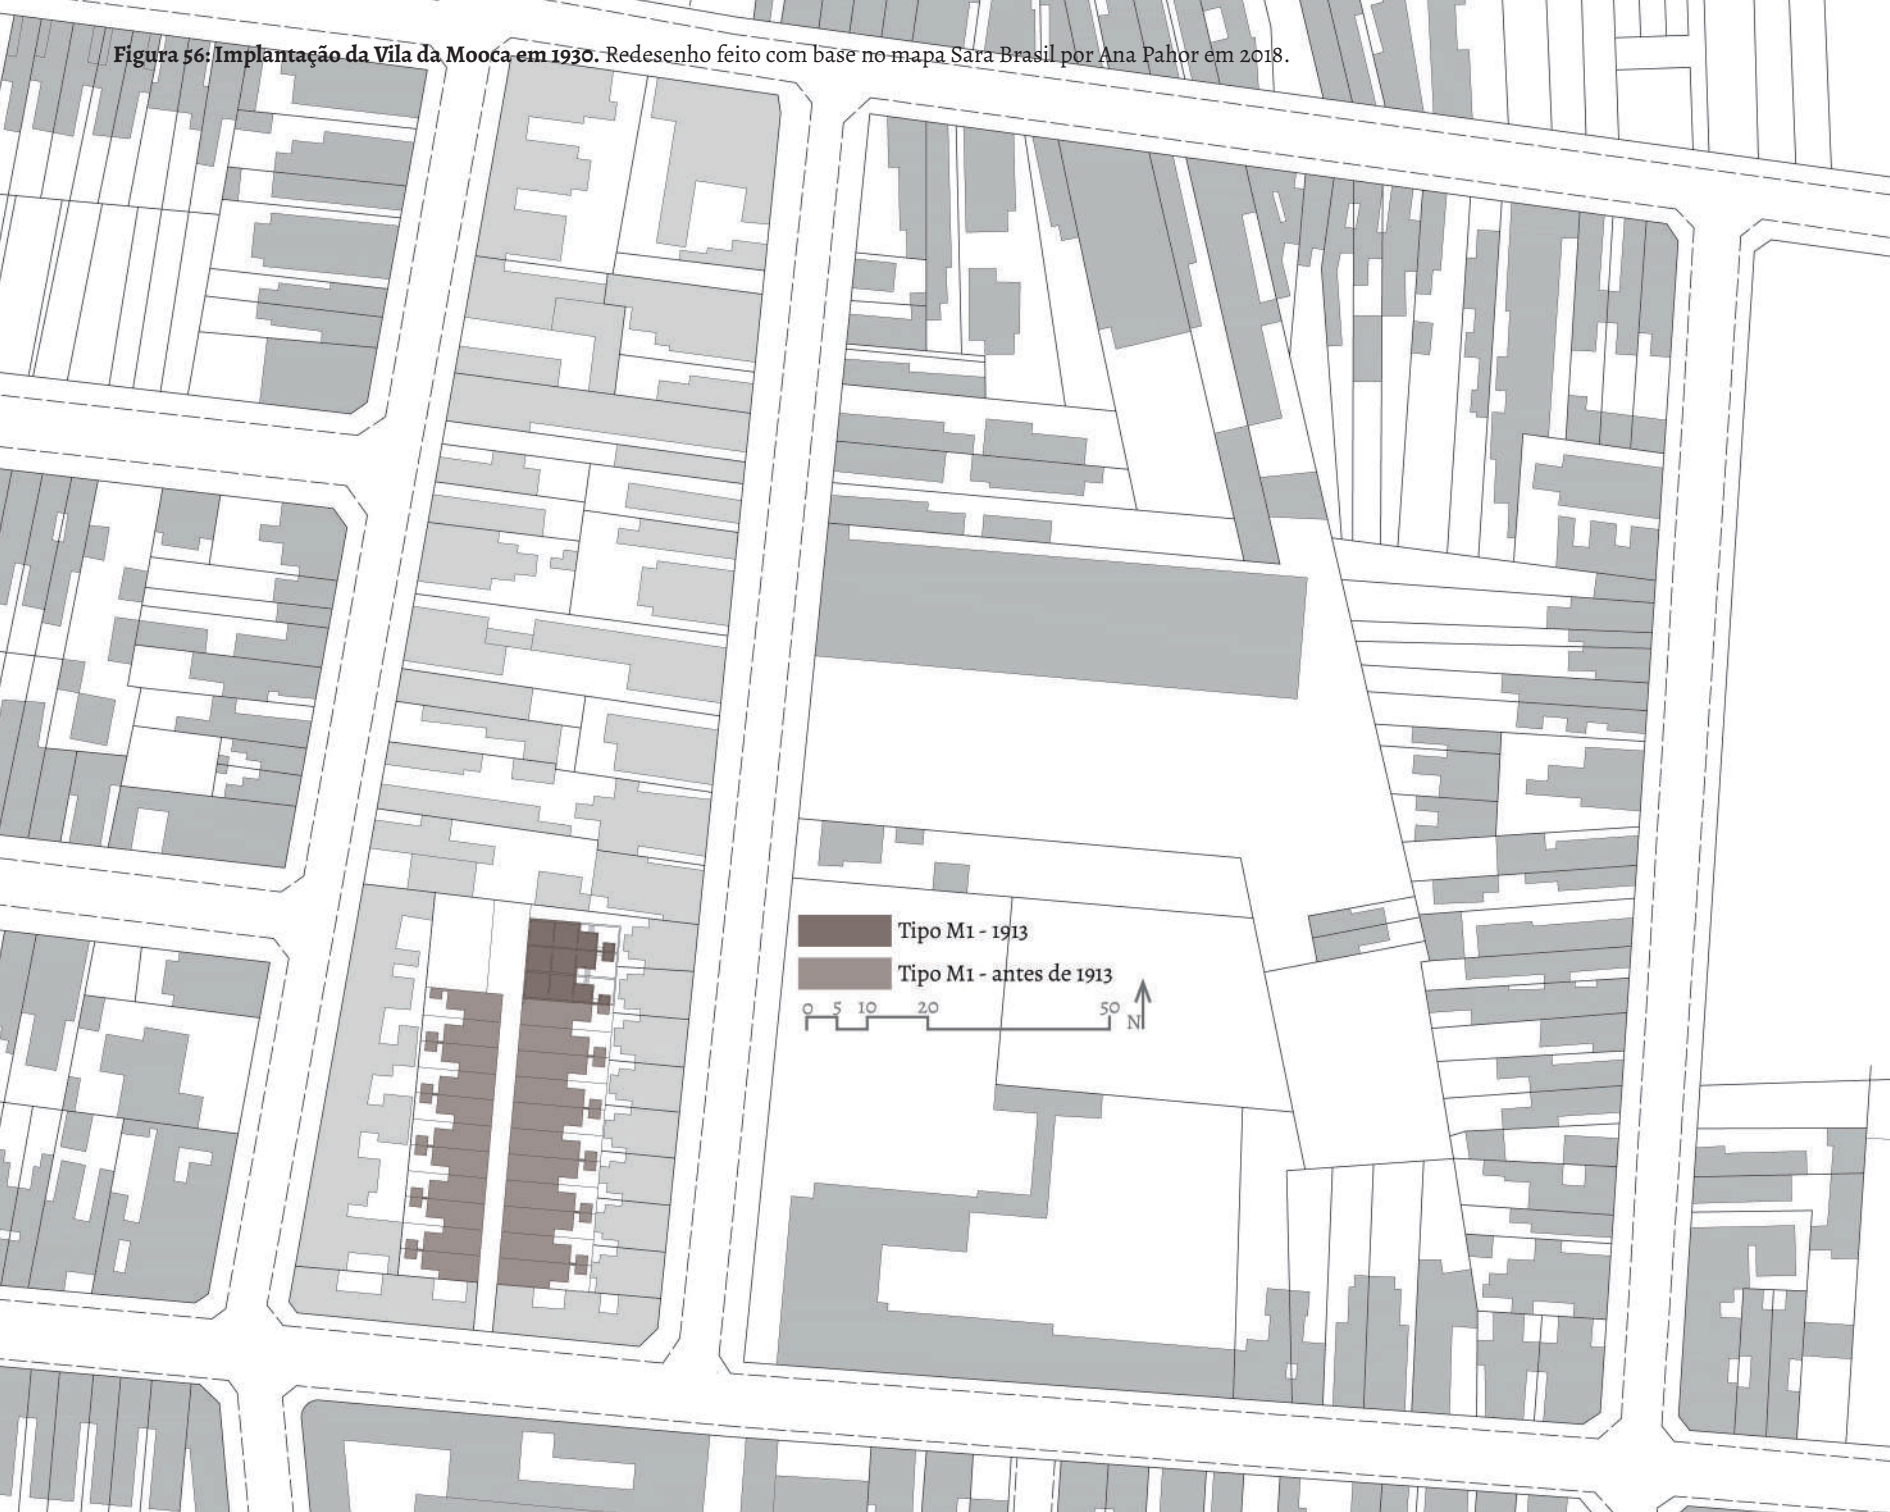 Figura 56: Implantação da Vila da Mooca em 1930. Redesenho feito com base no mapa Sara Brasil por Ana Pahor em 2018.
Tipo M1 - 1913
Tipo M1 - antes de 1913
0 5 10 20 50 N